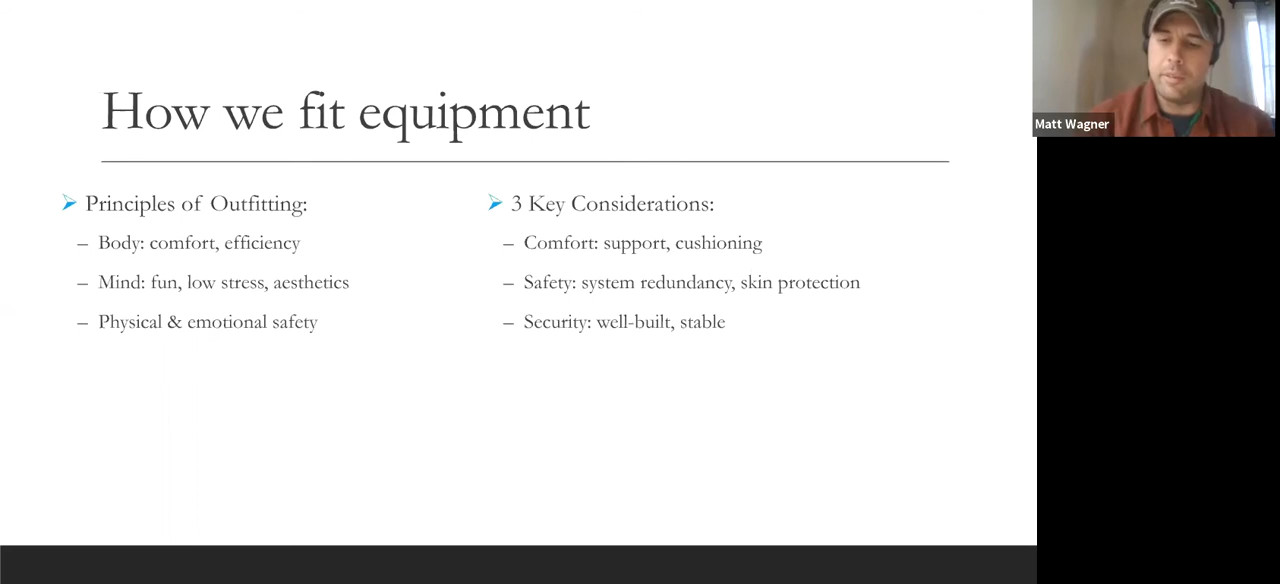 How we fit equipment
Principles of Outfitting:
– Body: comfort, efficiency
– Mind: fun, low stress, aesthetics
– Physical & emotional safety
3 Key Considerations:
– Comfort: support, cushioning
– Safety: system redundancy, skin protection
– Security: well-built, stable
Matt Wagner